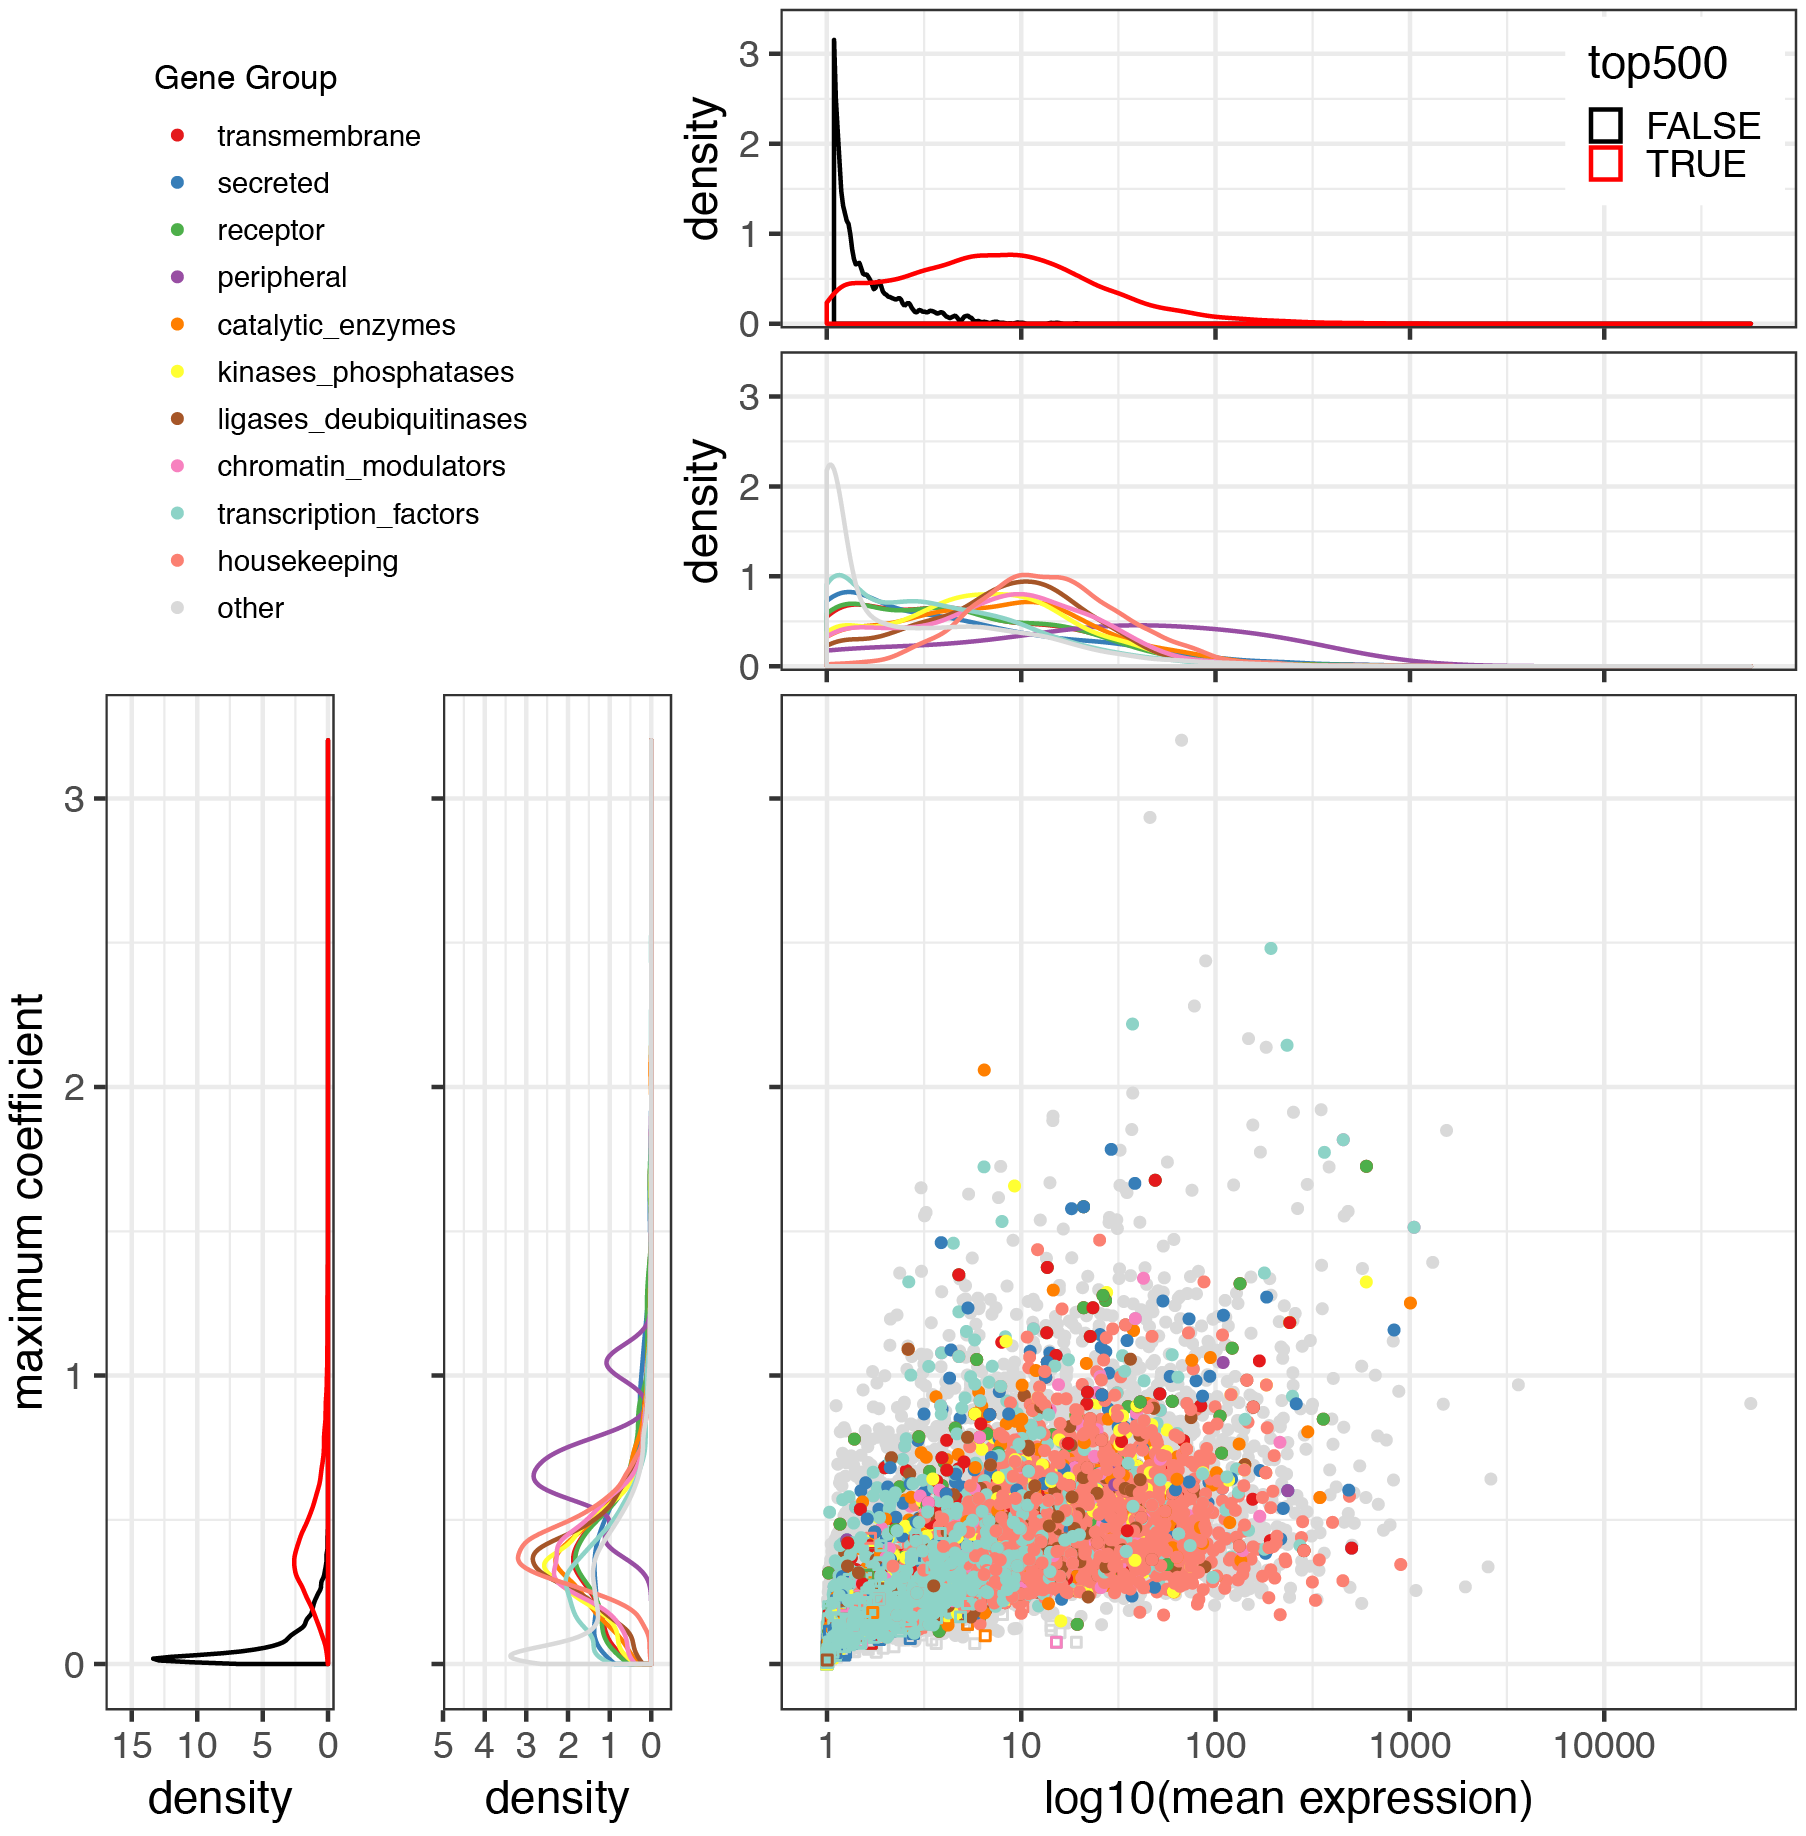 Gene Group
transmembrane
secreted
receptor
peripheral
catalytic_enzymes
kinases_phosphatases
ligases_deubiquitinases
chromatin_modulators
transcription_factors
housekeeping
other
density
3
2
1
0
top500
FALSE
TRUE
density
3
2
1
0
maximum coefficient
3
2
1
0
15 10 5 0
density
5 4 3 2 1 0
density
1 10 100 1000 10000
log10(mean expression)